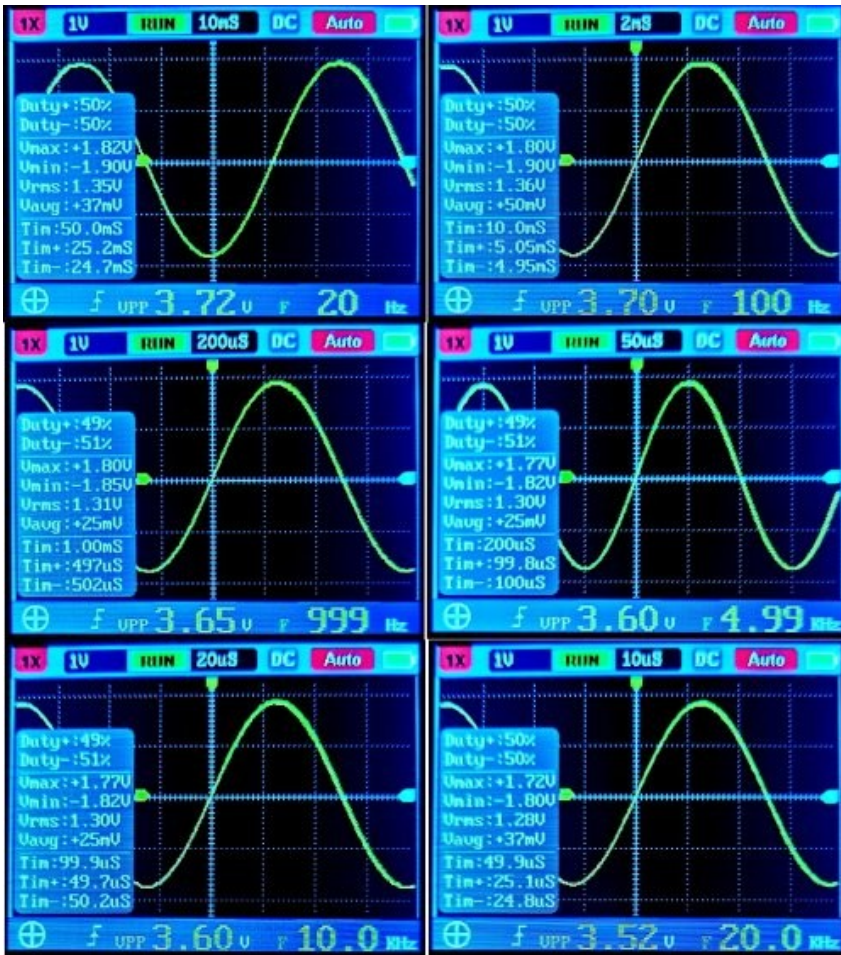 1X 1V RUN 10mS DC Auto
Duty+:50%
Duty-:50%
Vmax:+1.82V
Vmin:-1.90V
Vrms:1.35V
Vavg:+37mV
Tim:50.0mS
Tim+:25.2mS
Tim-:24.7mS
VPP 3.72 V F 20 Hz
1X 1V RUN 2mS DC Auto
Duty+:50%
Duty-:50%
Vmax:+1.80V
Vmin:-1.90V
Vrms:1.36V
Vavg:+50mV
Tim:10.0mS
Tim+:5.05mS
Tim-:4.95mS
VPP 3.70 V F 100 Hz
1X 1V RUN 200uS DC Auto
Duty+:49%
Duty-:51%
Vmax:+1.80V
Vmin:-1.85V
Vrms:1.31V
Vavg:+25mV
Tim:1.00mS
Tim+:497uS
Tim-:502uS
VPP 3.65 V F 999 Hz
1X 1V RUN 50uS DC Auto
Duty+:49%
Duty-:51%
Vmax:+1.77V
Vmin:-1.82V
Vrms:1.30V
Vavg:+25mV
Tim:200uS
Tim+:99.8uS
Tim-:100uS
VPP 3.60 V F 4.99 KHz
1X 1V RUN 20uS DC Auto
Duty+:49%
Duty-:51%
Vmax:+1.77V
Vmin:-1.82V
Vrms:1.30V
Vavg:+25mV
Tim:99.9uS
Tim+:49.7uS
Tim-:50.2uS
VPP 3.60 V F 10.0 KHz
1X 1V RUN 10uS DC Auto
Duty+:50%
Duty-:50%
Vmax:+1.72V
Vmin:-1.80V
Vrms:1.28V
Vavg:+37mV
Tim:49.9uS
Tim+:25.1uS
Tim-:24.8uS
VPP 3.52 V F 20.0 KHz